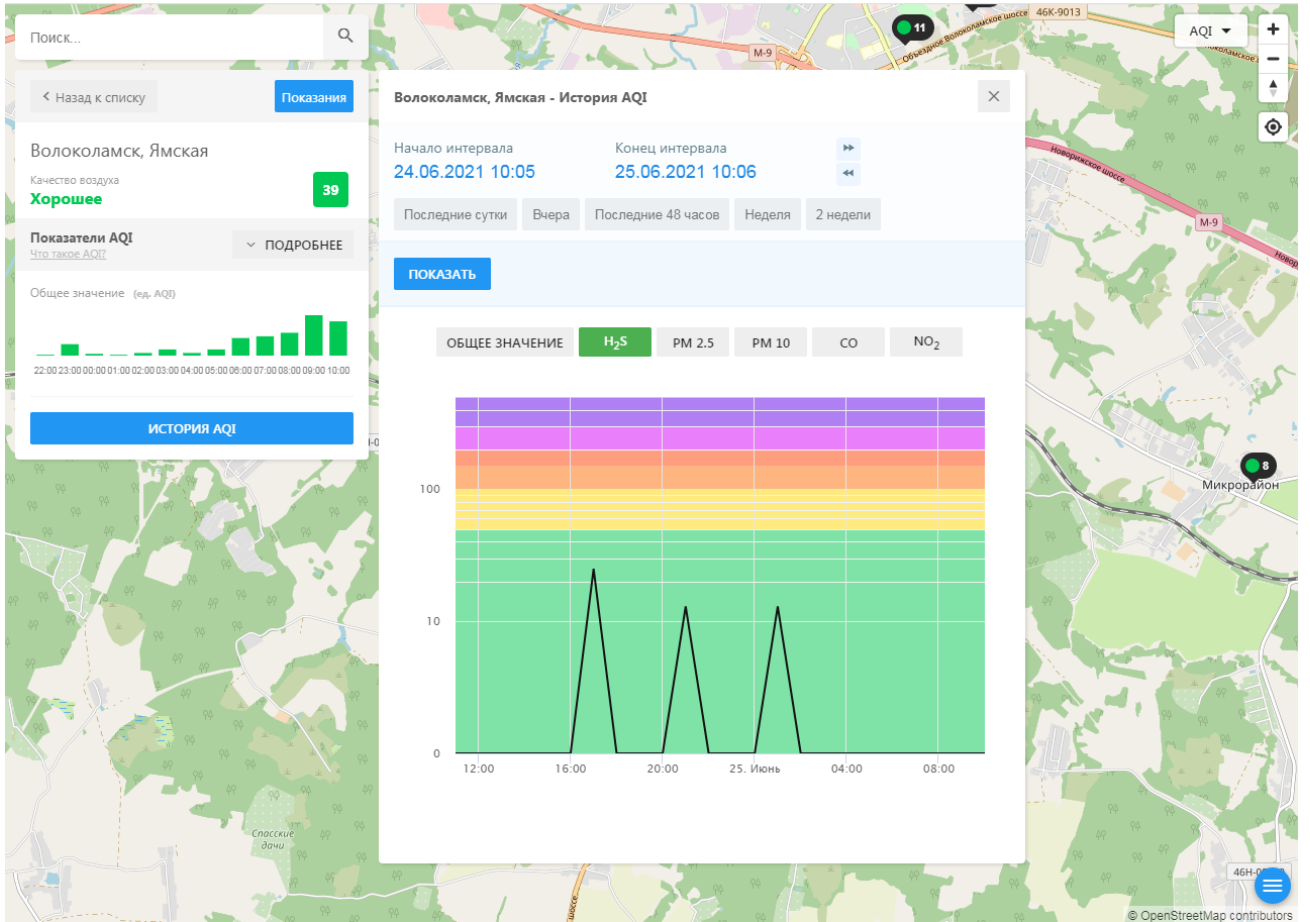 46К-9013
Объездное Волоколамское шоссе
11
M-9
AQI
Поиск...
Назад к списку
Показания
Волоколамск, Ямская
Качество воздуха
Хорошее
39
Показатели AQI
Что такое AQI?
ПОДРОБНЕЕ
Общее значение (ед. AQI)
22:00 23:00 00:00 01:00 02:00 03:00 04:00 05:00 06:00 07:00 08:00 09:00 10:00
ИСТОРИЯ AQI
Волоколамск, Ямская - История AQI
Начало интервала
Конец интервала
24.06.2021 10:05
25.06.2021 10:06
Последние сутки
Вчера
Последние 48 часов
Неделя
2 недели
ПОКАЗАТЬ
ОБЩЕЕ ЗНАЧЕНИЕ
H₂S
PM 2.5
PM 10
CO
NO₂
100
10
0
12:00
16:00
20:00
25. Июнь
04:00
08:00
Новорижское шоссе
M-9
8
Микрорайон
Спасские
дачи
шоссе
© OpenStreetMap contributors